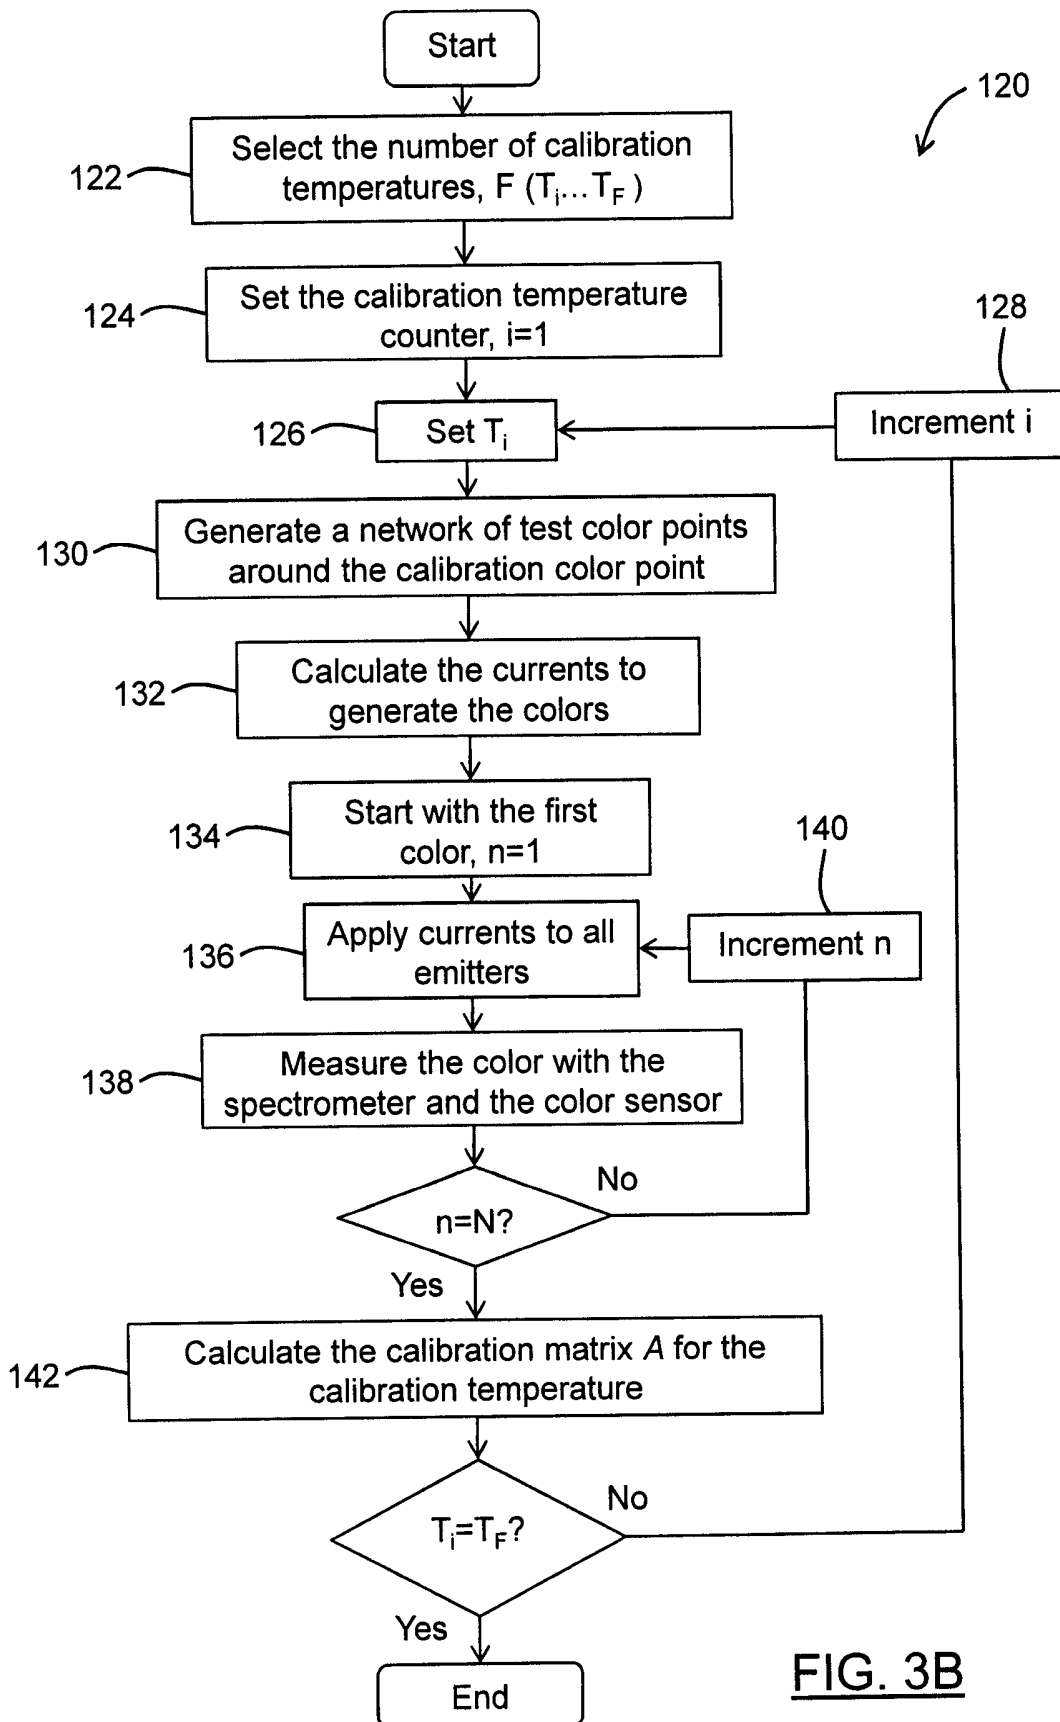 Start
120
122
Select the number of calibration
temperatures, F (Ti... TF )
124
Set the calibration temperature
counter, i=1
128
126
Set Ti
Increment i
130
Generate a network of test color points
around the calibration color point
132
Calculate the currents to
generate the colors
134
Start with the first
color, n=1
140
136
Apply currents to all
emitters
Increment n
138
Measure the color with the
spectrometer and the color sensor
No
n=N?
Yes
142
Calculate the calibration matrix A for the
calibration temperature
No
Ti=TF?
Yes
End
FIG. 3B